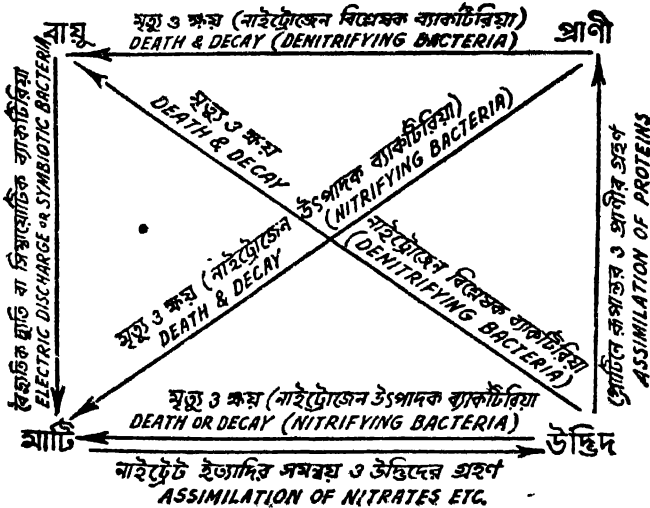 বায়ু
মৃত্যু ও ক্ষয় (নাইট্রোজেন বিশ্লেষক ব্যাকটিরিয়া)
DEATH & DECAY (DENITRIFYING BACTERIA)
প্রাণী
বৈদ্যুতিক দ্যুতি বা সিম্বায়োটিক ব্যাকটিরিয়া
ELECTRIC DISCHARGE OR SYMBIOTIC BACTERIA
মৃত্যু ও ক্ষয়
DEATH & DECAY
নাইট্রোজেন বিশ্লেষক ব্যাকটিরিয়া
(DENITRIFYING BACTERIA)
মৃত্যু ও ক্ষয় (নাইট্রোজেন উৎপাদক ব্যাকটিরিয়া)
DEATH & DECAY (NITRIFYING BACTERIA)
প্রোটিনে রূপান্তর ও প্রাণীর গ্রহণ
ASSIMILATION OF PROTEINS
মৃত্যু ও ক্ষয় (নাইট্রোজেন উৎপাদক ব্যাকটিরিয়া
DEATH OR DECAY (NITRIFYING BACTERIA)
মাটি
উদ্ভিদ
নাইট্রেট ইত্যাদির সমন্বয় ও উদ্ভিদের গ্রহণ
ASSIMILATION OF NITRATES ETC.